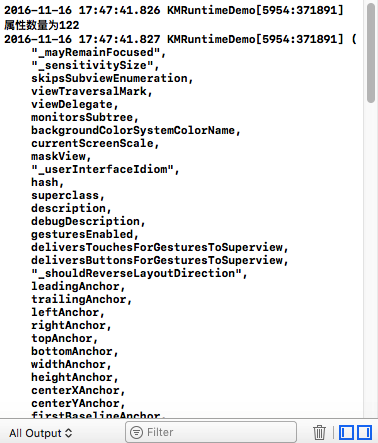 2016-11-16 17:47:41.826 KMRuntimeDemo[5954:371891]
属性数量为122
2016-11-16 17:47:41.827 KMRuntimeDemo[5954:371891] (
"_mayRemainFocused",
"_sensitivitySize",
skipsSubviewEnumeration,
viewTraversalMark,
viewDelegate,
monitorsSubtree,
backgroundColorSystemColorName,
currentScreenScale,
maskView,
"_userInterfaceIdiom",
hash,
superclass,
description,
debugDescription,
gesturesEnabled,
deliversTouchesForGesturesToSuperview,
deliversButtonsForGesturesToSuperview,
"_shouldReverseLayoutDirection",
leadingAnchor,
trailingAnchor,
leftAnchor,
rightAnchor,
topAnchor,
bottomAnchor,
widthAnchor,
heightAnchor,
centerXAnchor,
centerYAnchor,
firstBaselineAnchor,
All Output
Filter